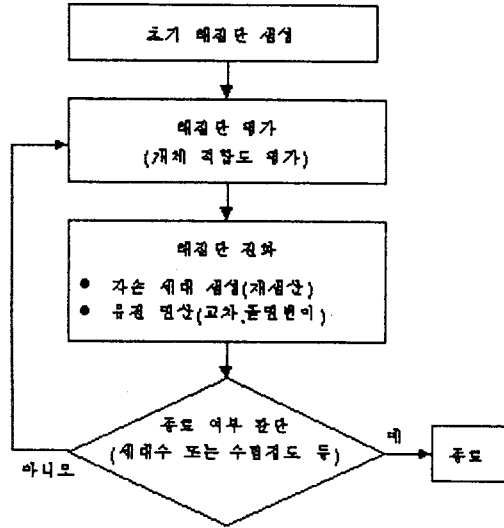 초기 해집단 생성
해집단 평가
(개체 적합도 평가)
해집단 진화
● 자손 세대 생성(재생산)
● 유전 연산(교차,돌연변이)
종료 여부 판단
(세대수 또는 수렴정도 등)
아니오
예
종료